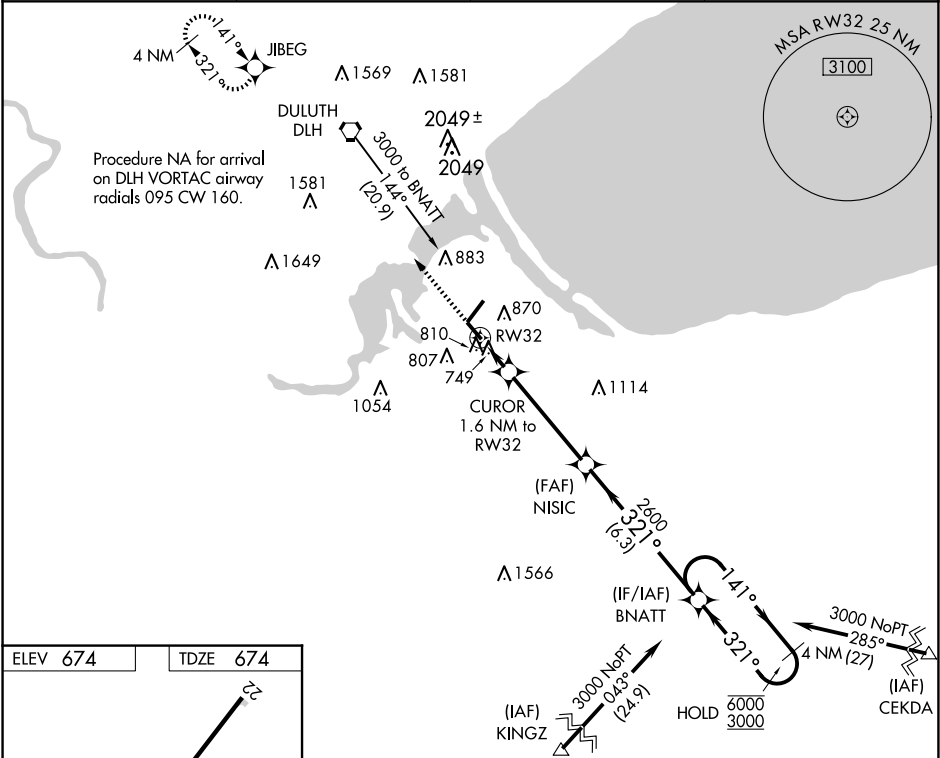 MSA RW32 25 NM
3100
4 NM
141°
321°
JIBEG
1569
1581
DULUTH
DLH
2049±
2049
3000 to BNATT
144°
(20.9)
Procedure NA for arrival
on DLH VORTAC airway
radials 095 CW 160.
1581
1649
883
870
RW32
810
807
749
1054
CUROR
1.6 NM to
RW32
1114
(FAF)
NISIC
2600
321°
(6.3)
1566
(IF/IAF)
BNATT
141°
321°
4 NM
3000 NoPT
285°
(27)
(IAF)
CEKDA
HOLD
6000
3000
3000 NoPT
043°
(24.9)
(IAF)
KINGZ
ELEV 674
TDZE 674
22